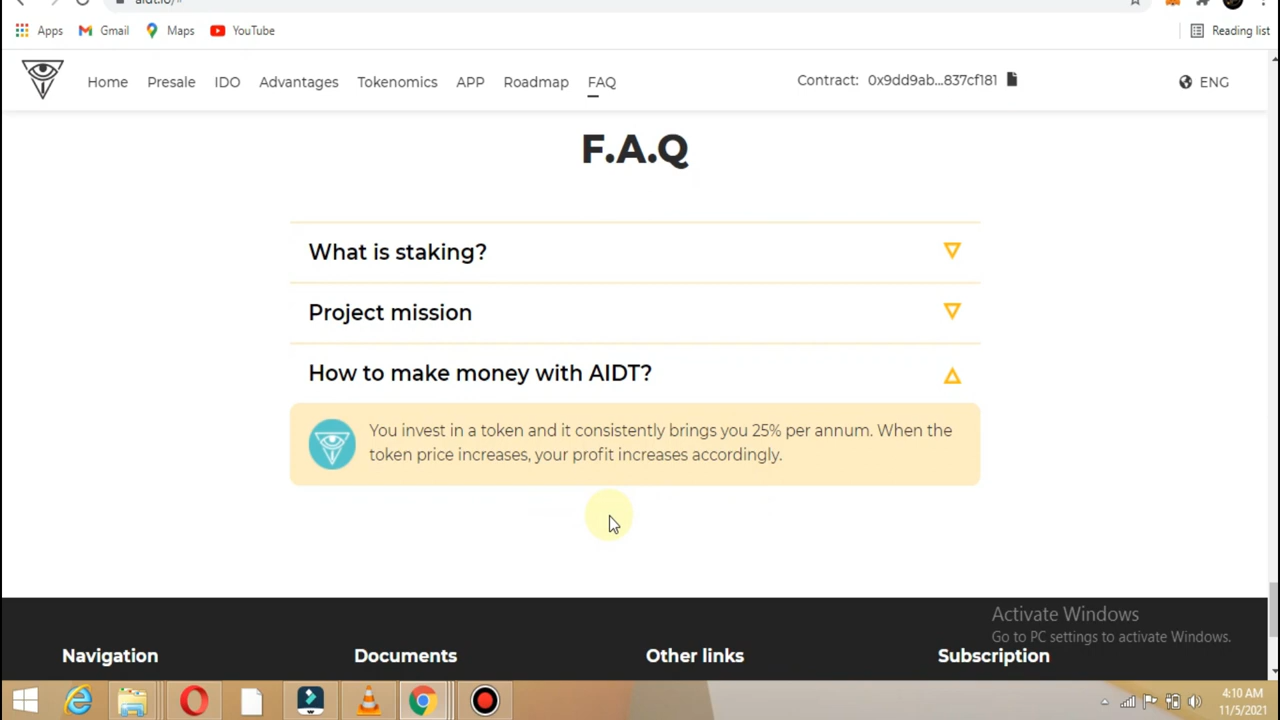 Apps Gmail Maps YouTube Reading list
Home Presale IDO Advantages Tokenomics APP Roadmap FAQ Contract: 0x9dd9ab...837cf181 ENG
F.A.Q
What is staking?
Project mission
How to make money with AIDT?
You invest in a token and it consistently brings you 25% per annum. When the
token price increases, your profit increases accordingly.
Activate Windows
Go to PC settings to activate Windows.
Navigation Documents Other links Subscription
4:10 AM
11/5/2021